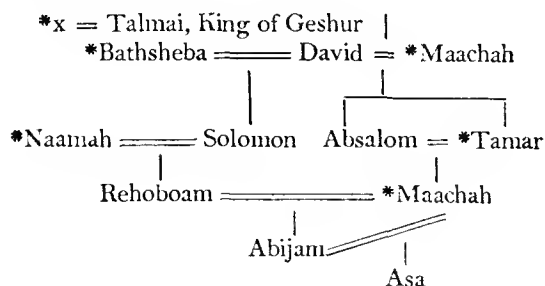 *x = Talmai, King of Geshur
*Bathsheba = David = *Maachah
*Naamah = Solomon Absalom = *Tamar
Rehoboam = *Maachah
Abijam
Asa